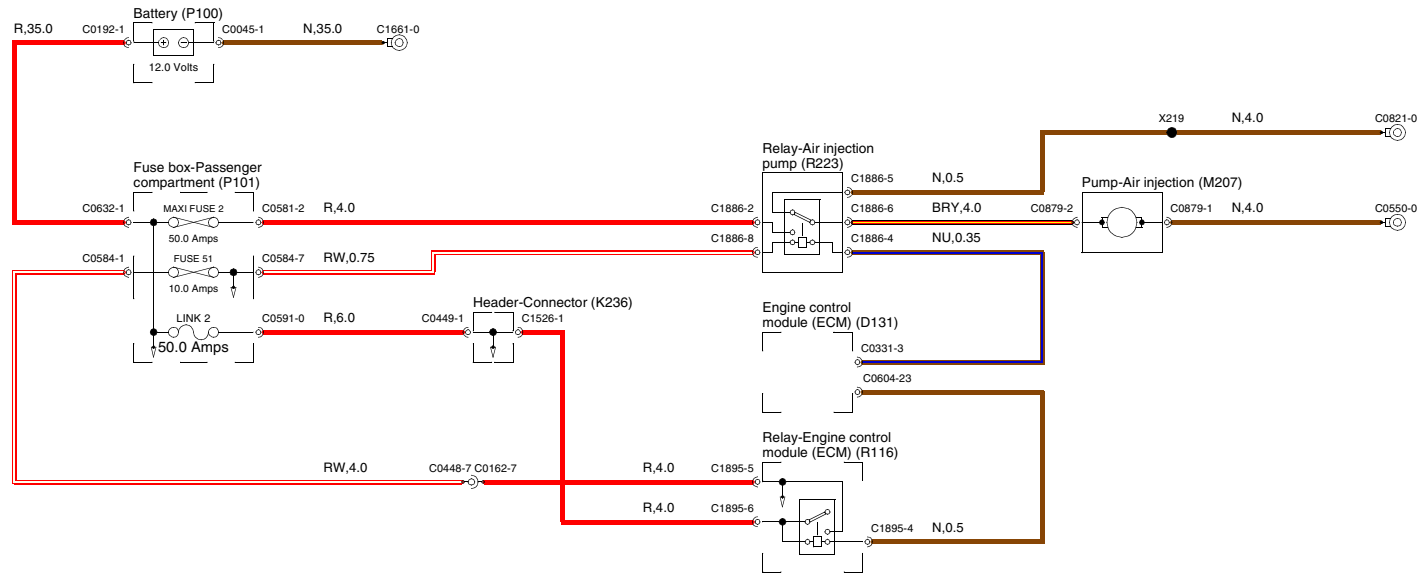 Battery (P100)
R,35.0
C0192-1
C0045-1
N,35.0
C1661-0
12.0 Volts
X219
N,4.0
C0821-0
Relay-Air injection
pump (R223)
Fuse box-Passenger
compartment (P101)
C1886-5
N,0.5
Pump-Air injection (M207)
C0632-1
MAXI FUSE 2
C0581-2
R,4.0
C1886-2
C1886-6
BRY,4.0
C0879-2
C0879-1
N,4.0
C0550-0
50.0 Amps
C1886-8
C1886-4
NU,0.35
C0584-1
FUSE 51
C0584-7
RW,0.75
10.0 Amps
Header-Connector (K236)
Engine control
module (ECM) (D131)
LINK 2
C0591-0
R,6.0
C0449-1
C1526-1
50.0 Amps
C0331-3
C0604-23
Relay-Engine control
module (ECM) (R116)
RW,4.0
C0448-7
C0162-7
R,4.0
C1895-5
R,4.0
C1895-6
C1895-4
N,0.5